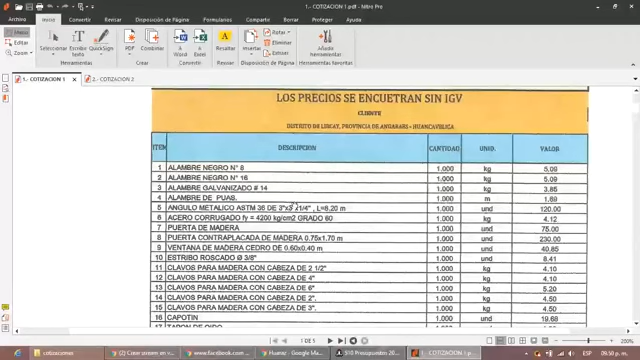 1.- COTIZACION 1.pdf - Nitro Pro
Archivo Inicio Convertir Revisar Disposición de Página Formularios Compartir Borrar Proteger Ayuda
Mano
Seleccionar
Editar
Zoom
Escribir Texto
QuickSign
PDF
Combinar
A Word
A Excel
Resaltar
Insertar
Rotar
Eliminar
Extraer
Añadir herramienta
Herramientas
Convertir
Revisar
Disposición de Página
Herramientas favoritas
1.- COTIZACION 1
2.- COTIZACION 2
LOS PRECIOS SE ENCUETRAN SIN IGV
CLIENTE
DISTRITO DE LIRCAY, PROVINCIA DE ANGARAES - HUANCAVELICA
ITEM DESCRIPCION CANTIDAD UNID. VALOR
1 ALAMBRE NEGRO N° 8 1.000 kg 5.09
2 ALAMBRE NEGRO N° 16 1.000 kg 5.09
3 ALAMBRE GALVANIZADO # 14 1.000 kg 3.85
4 ALAMBRE DE PUAS. 1.000 m 1.69
5 ANGULO METALICO ASTM 36 DE 3"x3"x1/4" , L=6.20 m 1.000 und 120.00
6 ACERO CORRUGADO fy = 4200 kg/cm2 GRADO 60 1.000 kg 4.12
7 PUERTA DE MADERA 1.000 und 75.00
8 PUERTA CONTRAPLACADA DE MADERA 0.75x1.70 m 1.000 und 230.00
9 VENTANA DE MADERA CEDRO DE 0.60x0.40 m 1.000 und 40.85
10 ESTRIBO ROSCADO Ø 3/8" 1.000 und 8.41
11 CLAVOS PARA MADERA CON CABEZA DE 2 1/2" 1.000 kg 4.10
12 CLAVOS PARA MADERA CON CABEZA DE 4" 1.000 kg 4.10
13 CLAVOS PARA MADERA CON CABEZA DE 6" 1.000 kg 5.20
14 CLAVOS PARA MADERA CON CABEZA DE 2". 1.000 kg 4.50
15 CLAVOS PARA MADERA CON CABEZA DE 3". 1.000 kg 4.50
16 CAPOTIN 1.000 und 19.68
1 DE 1
200%
cotizaciones
(2) Crear stream en v...
www.facebook.com...
Huaray - Google Ma...
S10 Presupuestos 20...
1.- COTIZACION 1.p...
ESP 09:50 p.m.